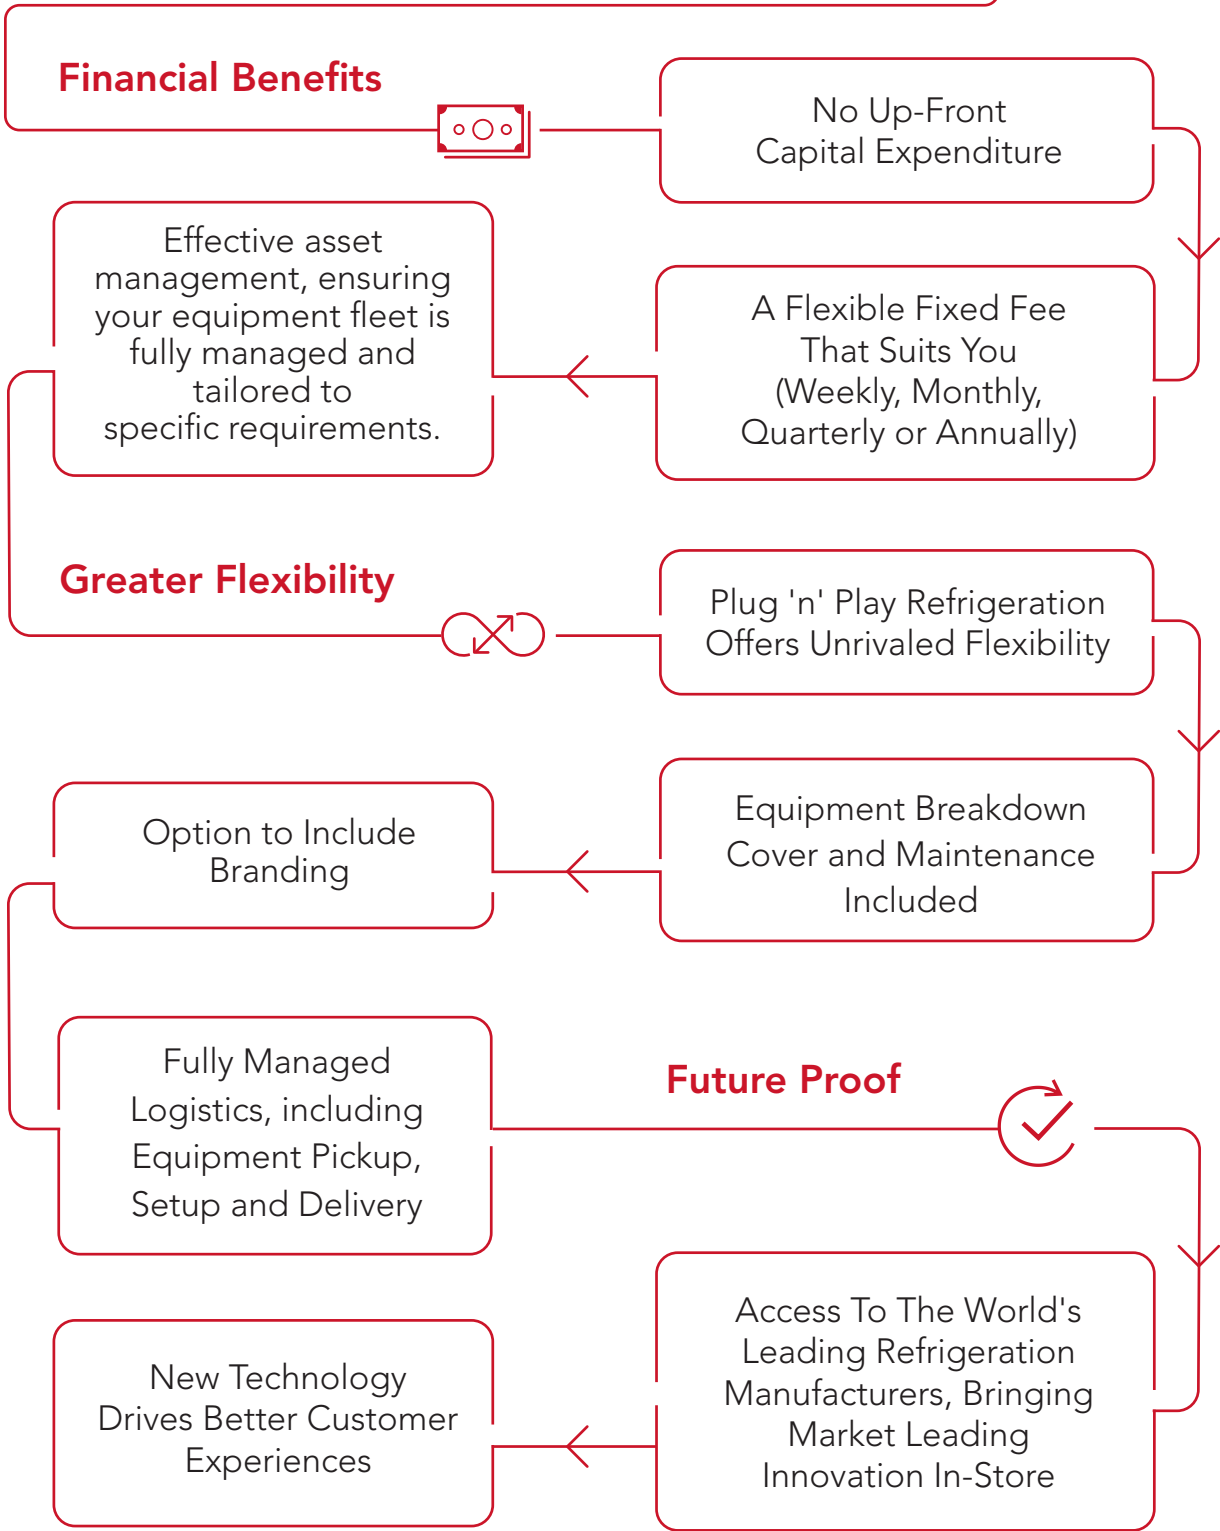 Financial Benefits
No Up-Front
Capital Expenditure
A Flexible Fixed Fee
That Suits You
(Weekly, Monthly,
Quarterly or Annually)
Effective asset
management, ensuring
your equipment fleet is
fully managed and
tailored to
specific requirements.
Greater Flexibility
Plug 'n' Play Refrigeration
Offers Unrivaled Flexibility
Equipment Breakdown
Cover and Maintenance
Included
Option to Include
Branding
Fully Managed
Logistics, including
Equipment Pickup,
Setup and Delivery
Future Proof
Access To The World's
Leading Refrigeration
Manufacturers, Bringing
Market Leading
Innovation In-Store
New Technology
Drives Better Customer
Experiences